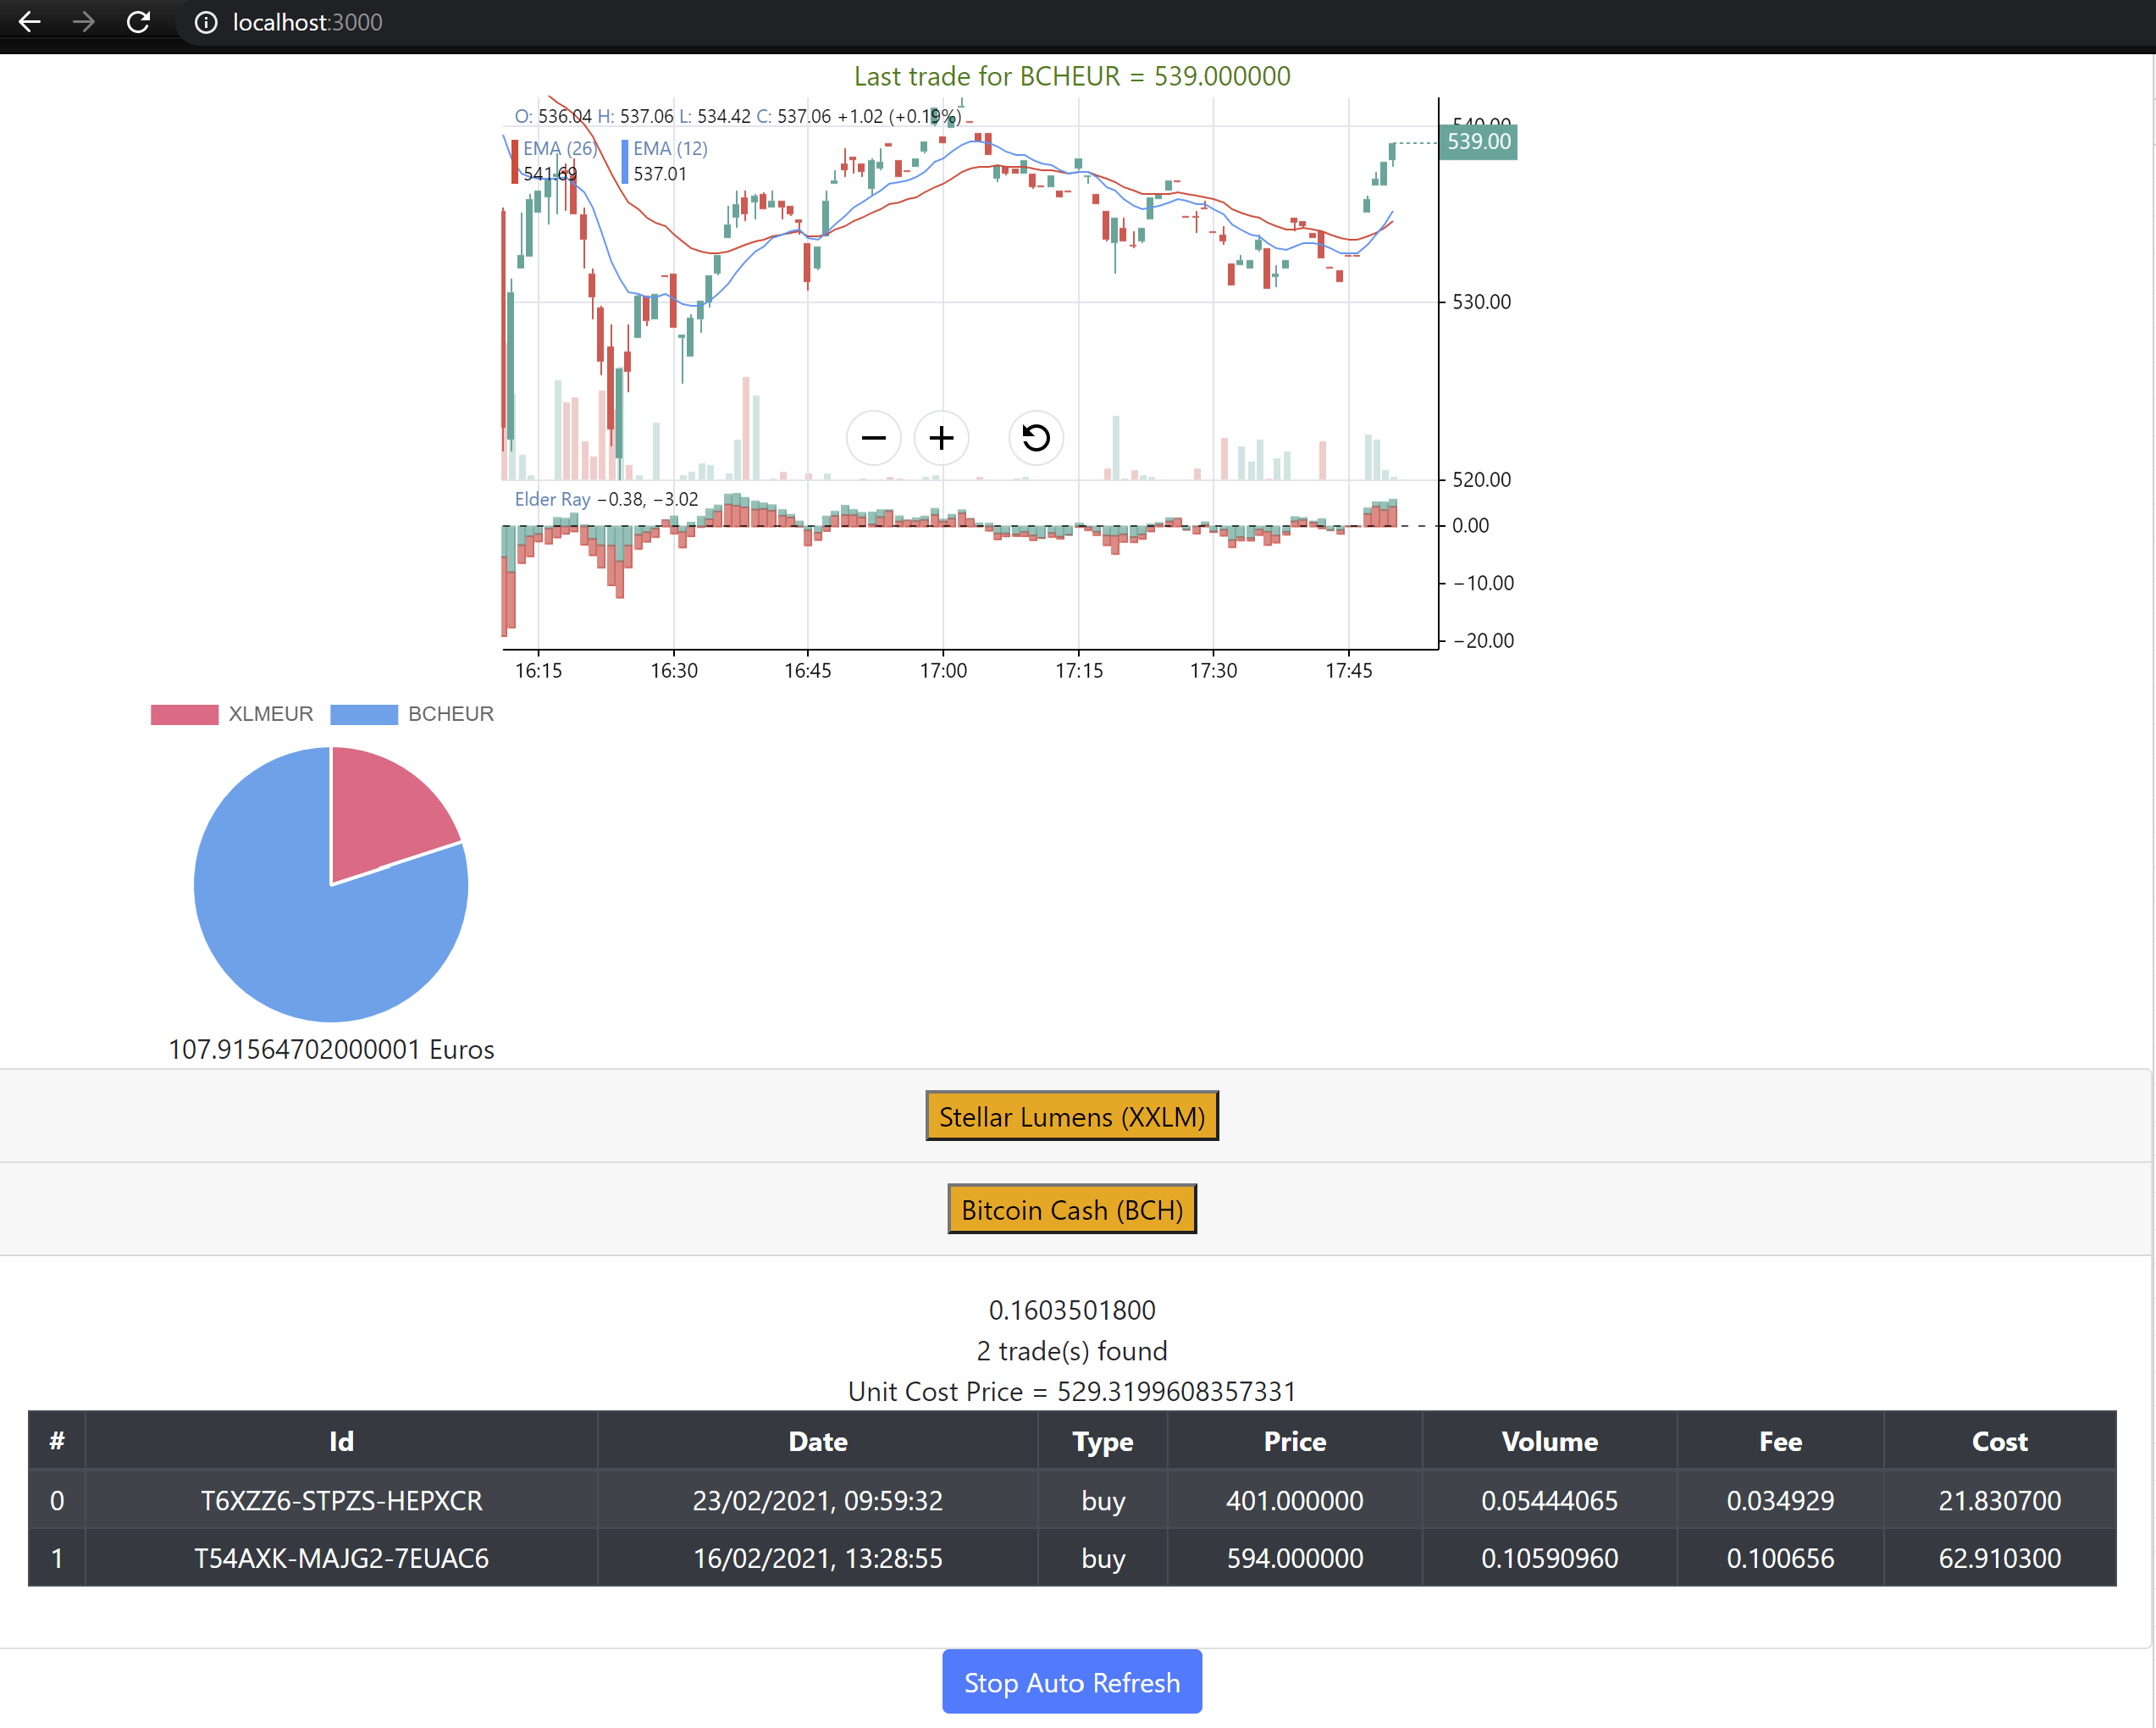 localhost:3000
Last trade for BCHEUR = 539.000000
O: 536.04 H: 537.06 L: 534.42 C: 537.06 +1.02 (+0.19%)
EMA (26) EMA (12)
541.69 537.01
540.00
539.00
530.00
520.00
Elder Ray −0.38, −3.02
0.00
−10.00
−20.00
16:15 16:30 16:45 17:00 17:15 17:30 17:45
XLMEUR BCHEUR
107.91564702000001 Euros
Stellar Lumens (XXLM)
Bitcoin Cash (BCH)
0.1603501800
2 trade(s) found
Unit Cost Price = 529.3199608357331
# Id Date Type Price Volume Fee Cost
0 T6XZZ6-STPZS-HEPXCR 23/02/2021, 09:59:32 buy 401.000000 0.05444065 0.034929 21.830700
1 T54AXK-MAJG2-7EUAC6 16/02/2021, 13:28:55 buy 594.000000 0.10590960 0.100656 62.910300
Stop Auto Refresh